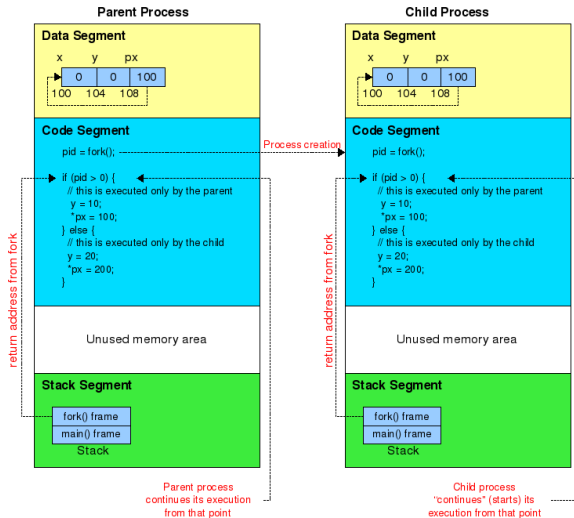 Parent Process
Data Segment
x y px
0 0 100
100 104 108
Code Segment
pid = fork();
if (pid > 0) {
// this is executed only by the parent
y = 10;
*px = 100;
} else {
// this is executed only by the child
y = 20;
*px = 200;
}
return address from fork
Unused memory area
Stack Segment
fork() frame
main() frame
Stack
Parent process
continues its execution
from that point
Process creation
Child Process
Data Segment
x y px
0 0 100
100 104 108
Code Segment
pid = fork();
if (pid > 0) {
// this is executed only by the parent
y = 10;
*px = 100;
} else {
// this is executed only by the child
y = 20;
*px = 200;
}
return address from fork
Unused memory area
Stack Segment
fork() frame
main() frame
Stack
Child process
"continues" (starts) its
execution from that point